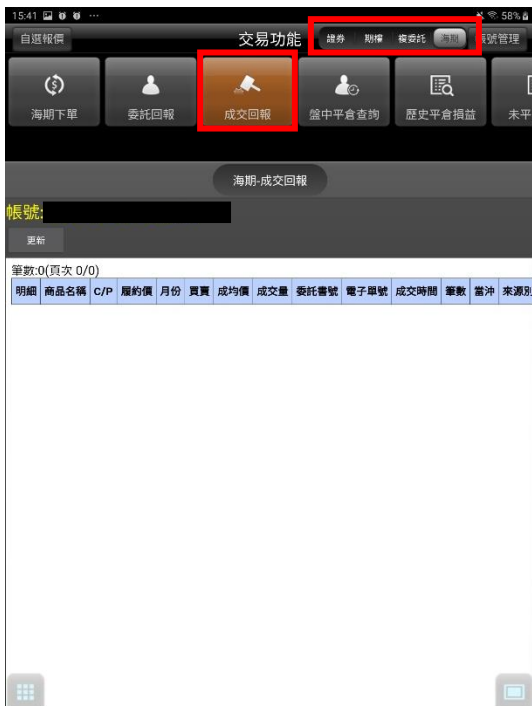 15:41 58%
自選報價 交易功能 證券 期權 複委託 海期 帳號管理
海期下單 委託回報 成交回報 盤中平倉查詢 歷史平倉損益 未平
海期-成交回報
帳號:
更新
筆數:0(頁次 0/0)
明細 商品名稱 C/P 履約價 月份 買賣 成均價 成交量 委託書號 電子單號 成交時間 筆數 當沖 來源別